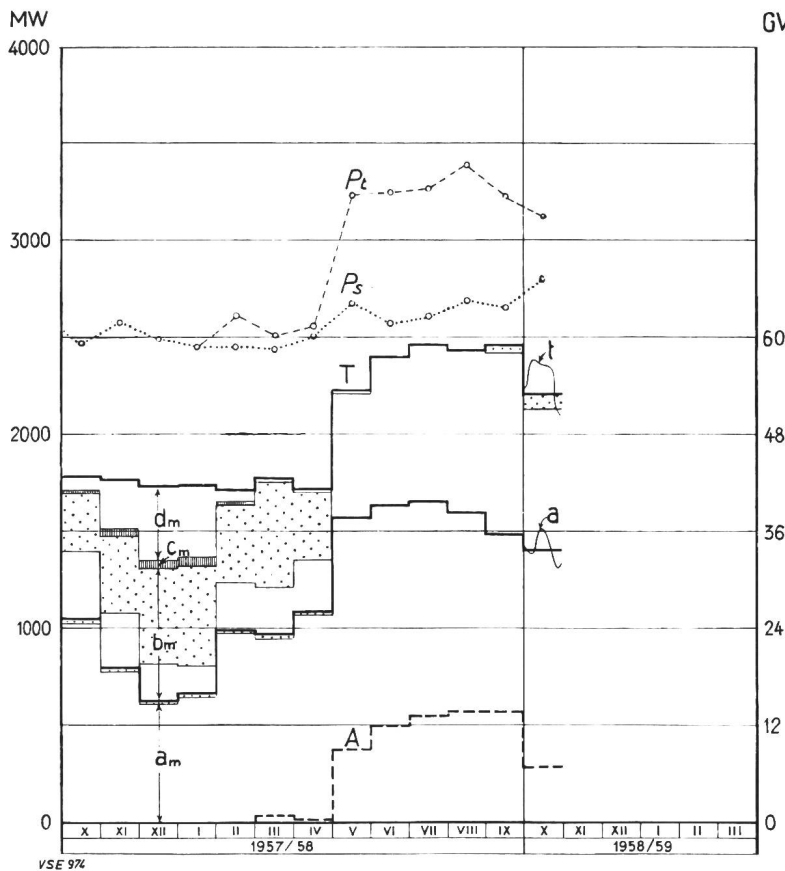 MW
GV
4000
3000
2000
1000
0
60
48
36
24
12
0
Pt
Ps
T
t
a
dm
cm
bm
am
A
X XI XII I II III IV V VI VII VIII IX X XI XII I II III
1957/58 1958/59
VSE 974